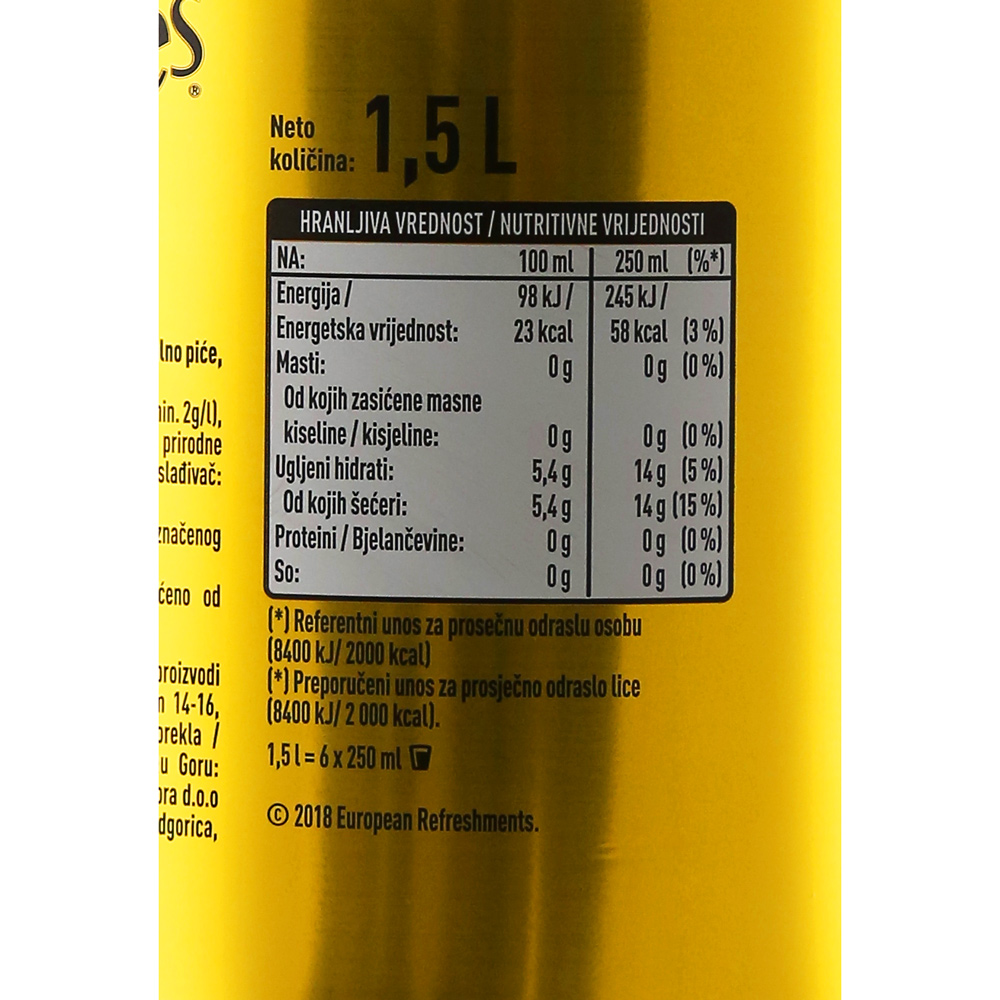 es®
Neto
količina: 1,5 L
HRANLJIVA VREDNOST / NUTRITIVNE VRIJEDNOSTI
NA: 100 ml 250 ml (%*)
Energija / 98 kJ / 245 kJ /
Energetska vrijednost: 23 kcal 58 kcal (3 %)
Masti: 0 g 0 g (0 %)
Od kojih zasićene masne
kiseline / kisjeline: 0 g 0 g (0 %)
Ugljeni hidrati: 5,4 g 14 g (5 %)
Od kojih šećeri: 5,4 g 14 g (15 %)
Proteini / Bjelančevine: 0 g 0 g (0 %)
So: 0 g 0 g (0 %)
(*) Referentni unos za prosečnu odraslu osobu
(8400 kJ/ 2000 kcal)
(*) Preporučeni unos za prosječno odraslo lice
(8400 kJ/ 2 000 kcal).
1,5 l = 6 x 250 ml
© 2018 European Refreshments.
lno piće,
in. 2g/l),
prirodne
slađivač:
značenog
ćeno od
proizvodi
14-16,
orekla /
u Goru:
ora d.o.o
dgorica,